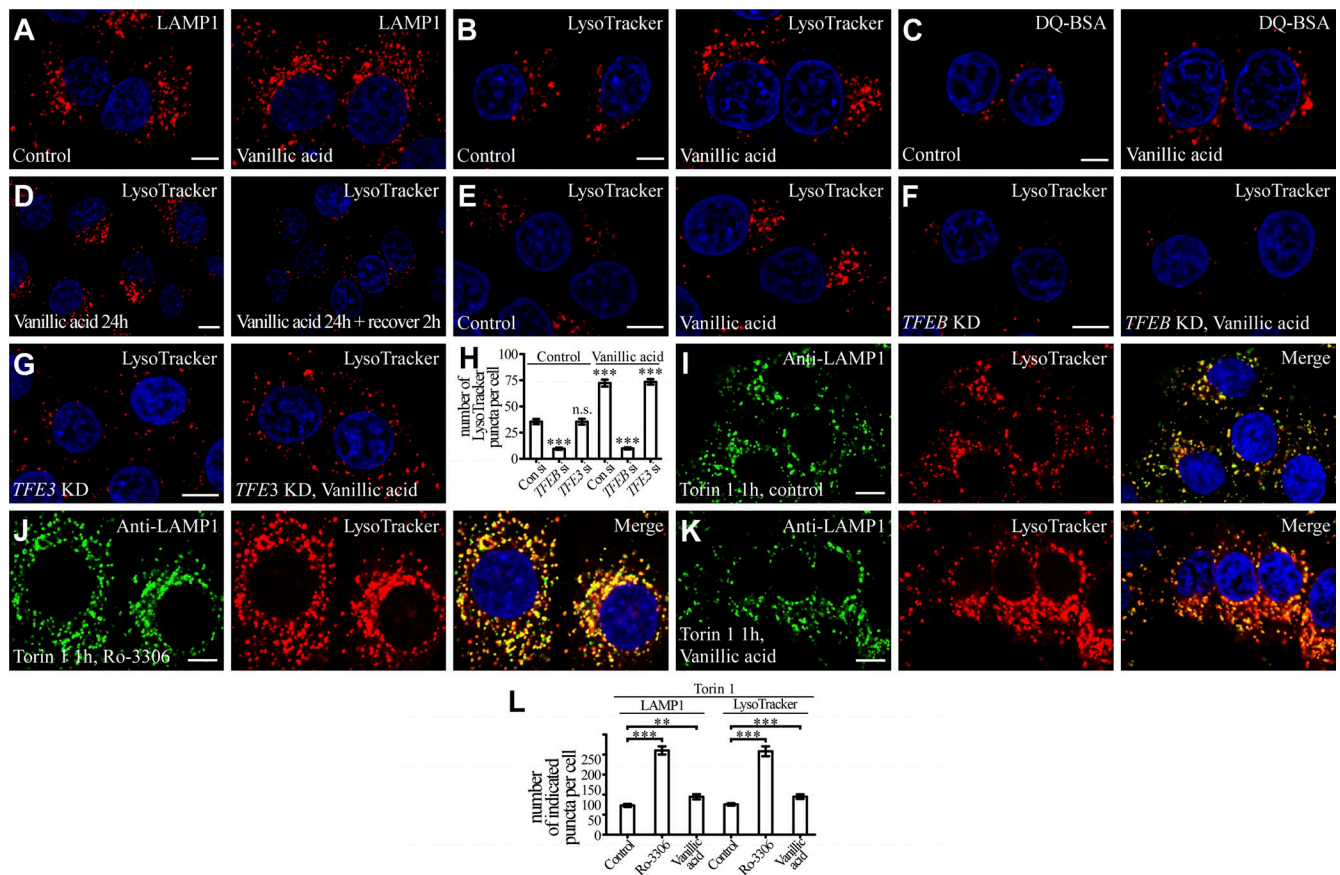 A
LAMP1
Control
Vanillic acid
B
LysoTracker
LysoTracker
Control
Vanillic acid
C
DQ-BSA
DQ-BSA
Control
Vanillic acid
D
LysoTracker
LysoTracker
Vanillic acid 24h
Vanillic acid 24h + recover 2h
E
LysoTracker
LysoTracker
Control
Vanillic acid
F
LysoTracker
LysoTracker
TFEB KD
TFEB KD, Vanillic acid
G
LysoTracker
LysoTracker
TFE3 KD
TFE3 KD, Vanillic acid
H
Control
Vanillic acid
number of
LysoTracker
puncta per cell
100
75
50
25
0
***
n.s.
***
***
***
Con si
TFEB si
TFE3 si
Con si
TFEB si
TFE3 si
I
Anti-LAMP1
LysoTracker
Merge
Torin 1 1h, control
J
Anti-LAMP1
LysoTracker
Merge
Torin 1 1h, Ro-3306
K
Anti-LAMP1
LysoTracker
Merge
Torin 1 1h,
Vanillic acid
L
Torin 1
LAMP1
LysoTracker
**
***
***
***
number
of indicated
puncta per cell
250
200
150
100
0
Control
Ro-3306
Vanillic
acid
Control
Ro-3306
Vanillic
acid